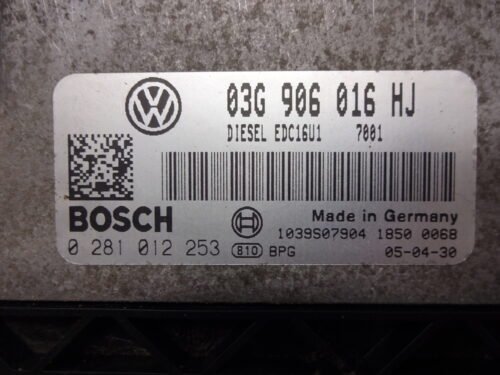 03G 906 016 HJ
DIESEL EDC16U1 7001
BOSCH
Made in Germany
1039S07904 1850 0068
0 281 012 253 810 BPG 05-04-30